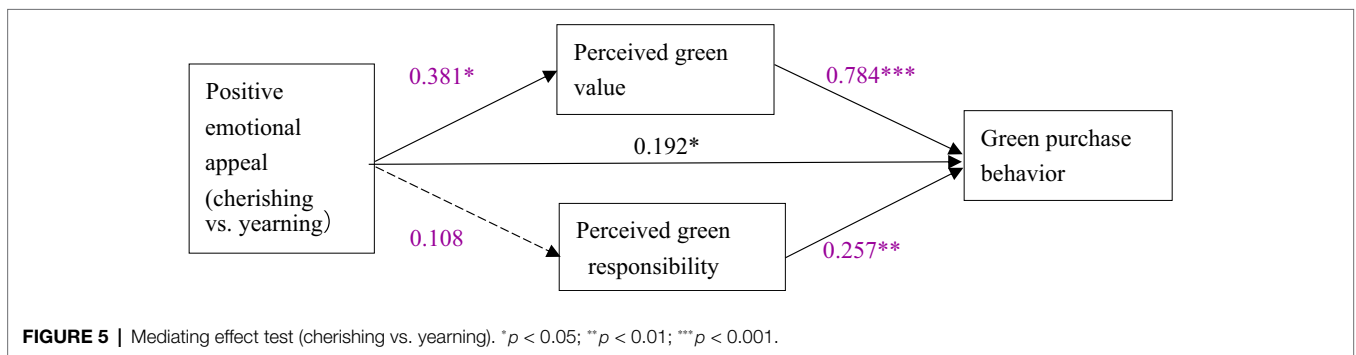 Positive
emotional
appeal
(cherishing
vs. yearning）
0.381*
Perceived green
value
0.784***
0.192*
Green purchase
behavior
0.108
Perceived green
responsibility
0.257**
FIGURE 5 | Mediating effect test (cherishing vs. yearning). *p < 0.05; **p < 0.01; ***p < 0.001.